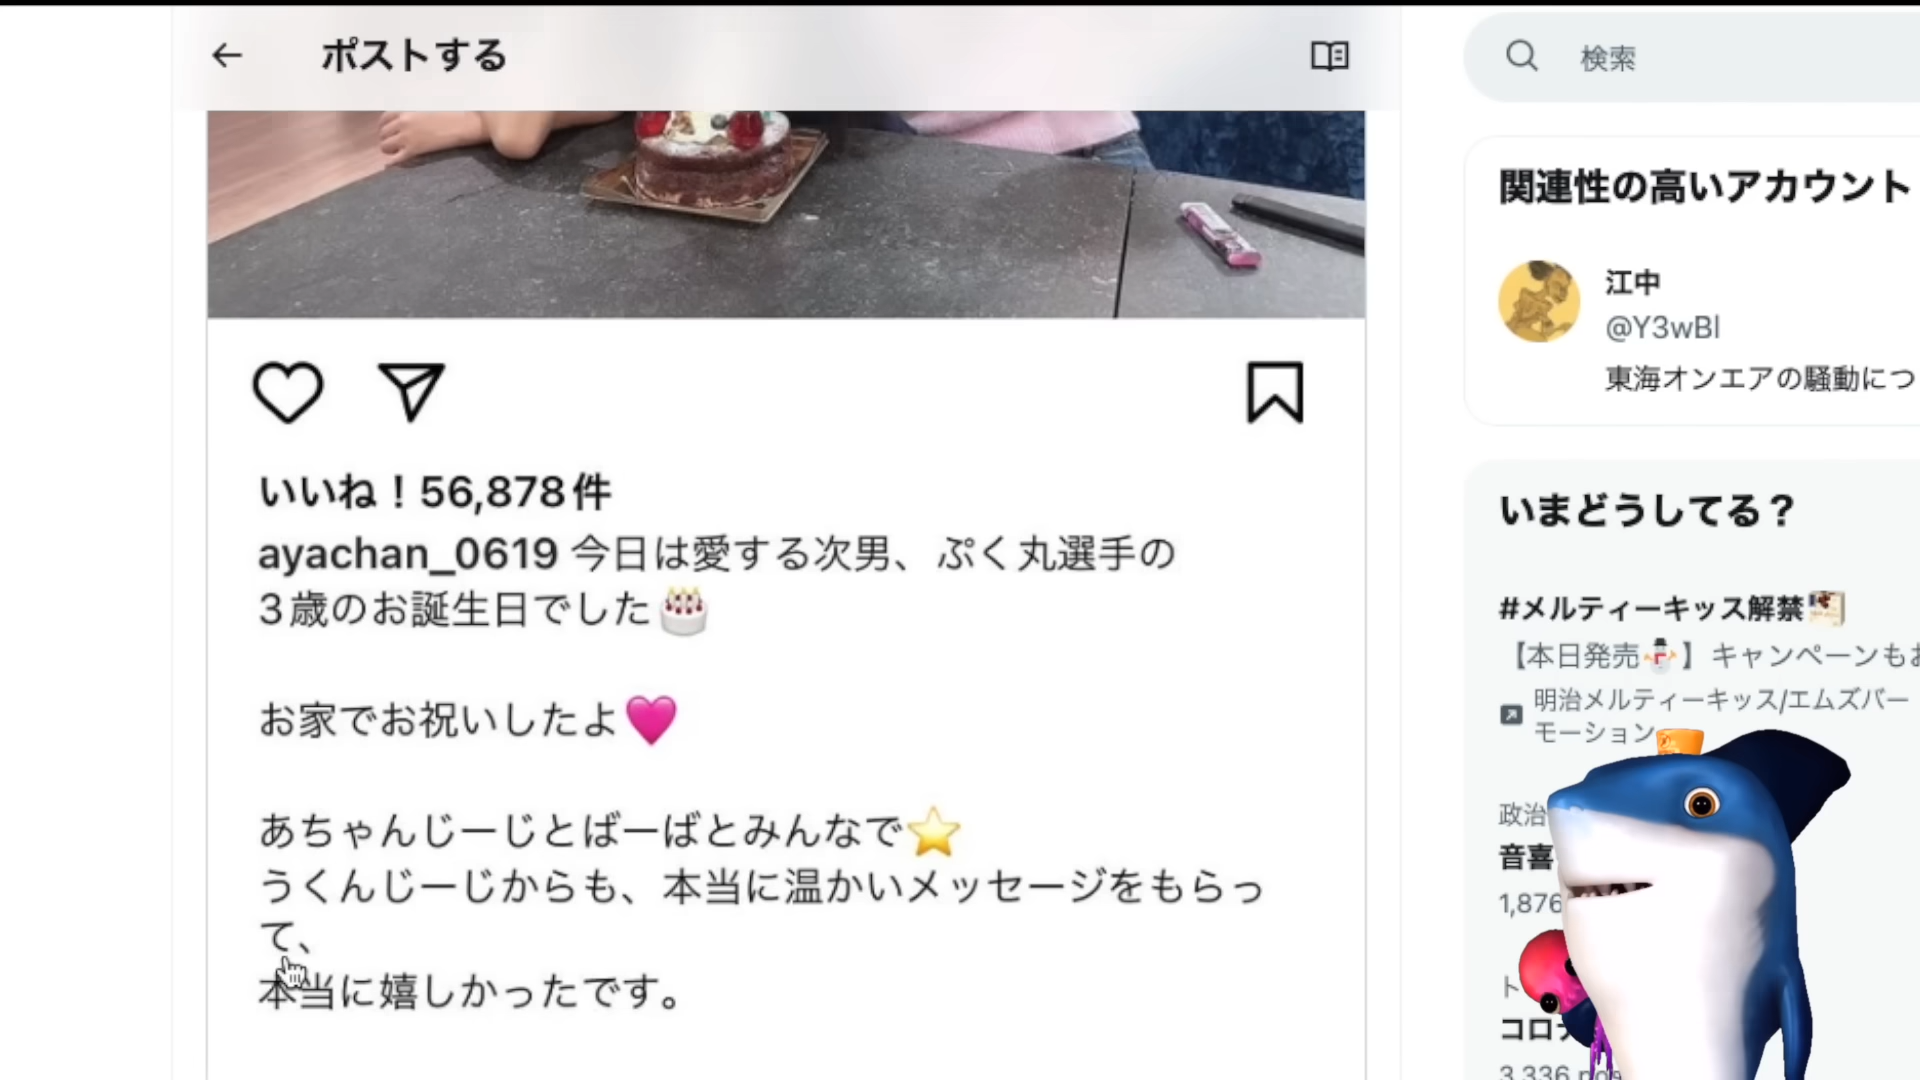 ポストする
いいね！56,878件
ayachan_0619 今日は愛する次男、ぷく丸選手の
３歳のお誕生日でした🎂
お家でお祝いしたよ💗
あちゃんじーじとばーばとみんなで⭐
うくんじーじからも、本当に温かいメッセージをもらっ
て、
本当に嬉しかったです。
検索
関連性の高いアカウント
江中
@Y3wBl
東海オンエアの騒動につ
いまどうしてる？
#メルティーキッス解禁
【本日発売⛄】キャンペーンもお
明治メルティーキッス/エムズバー
モーション
政治
音喜
1,876
ト
コロナ
3,336 pos